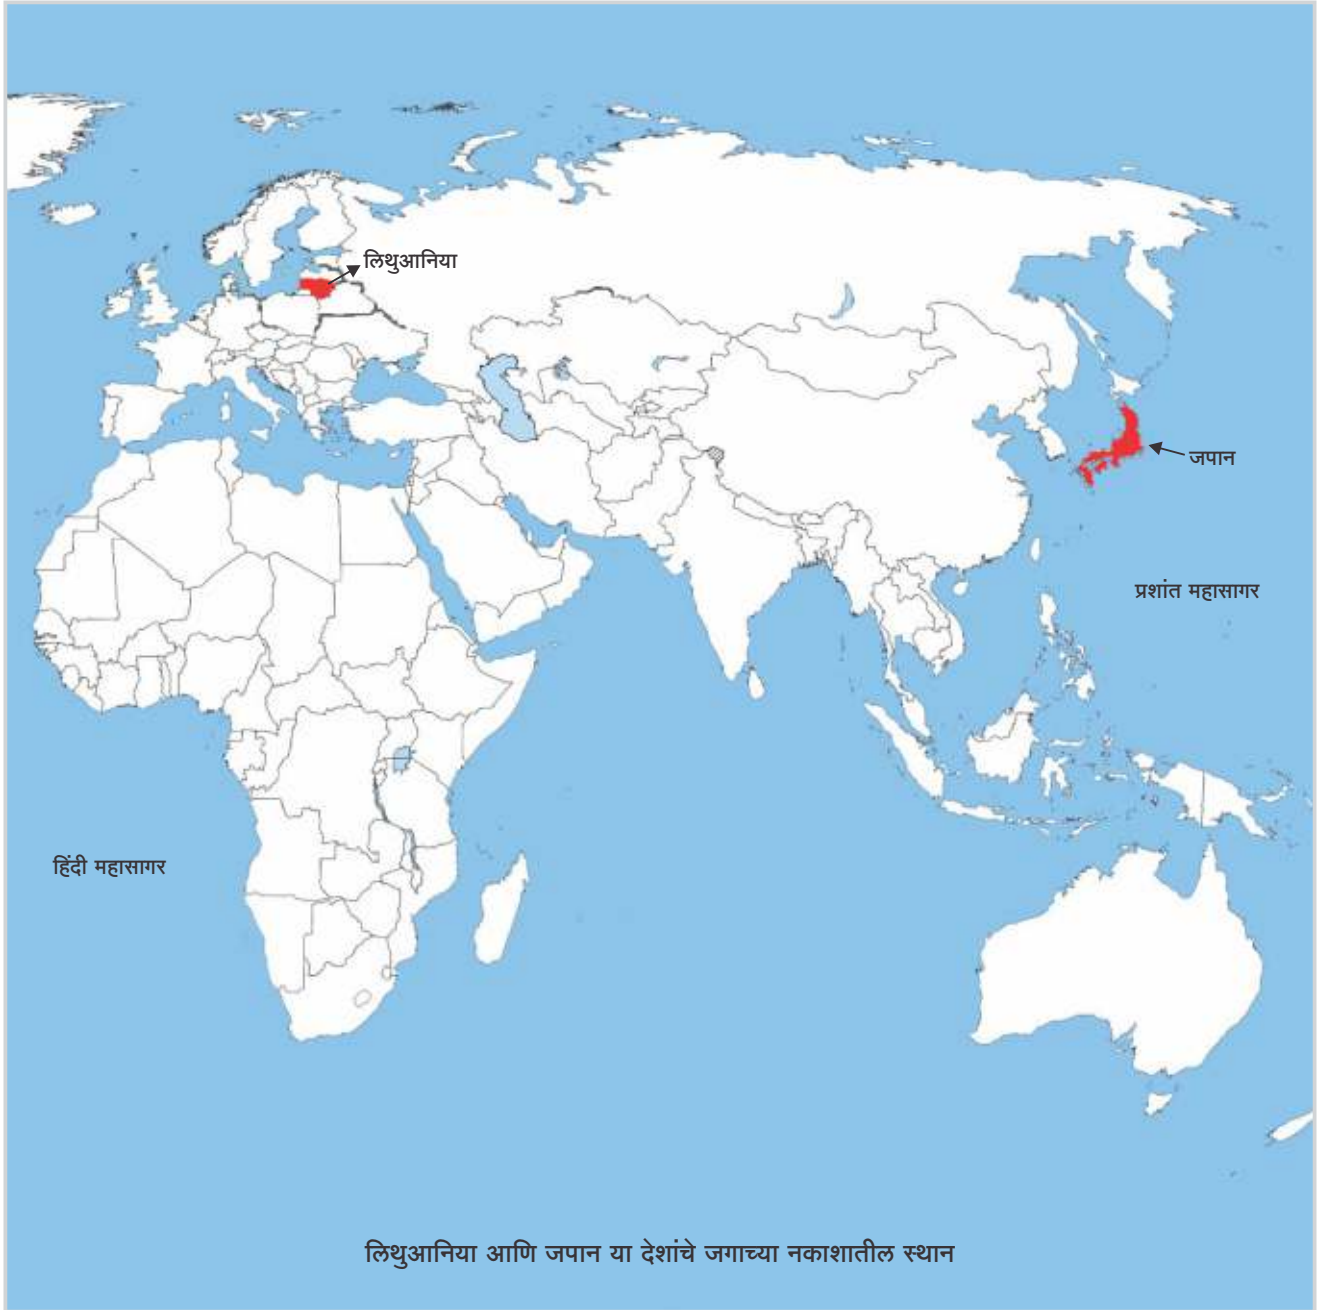 लिथुआनिया
जपान
प्रशांत महासागर
हिंदी महासागर
लिथुआनिया आणि जपान या देशांचे जगाच्या नकाशातील स्थान